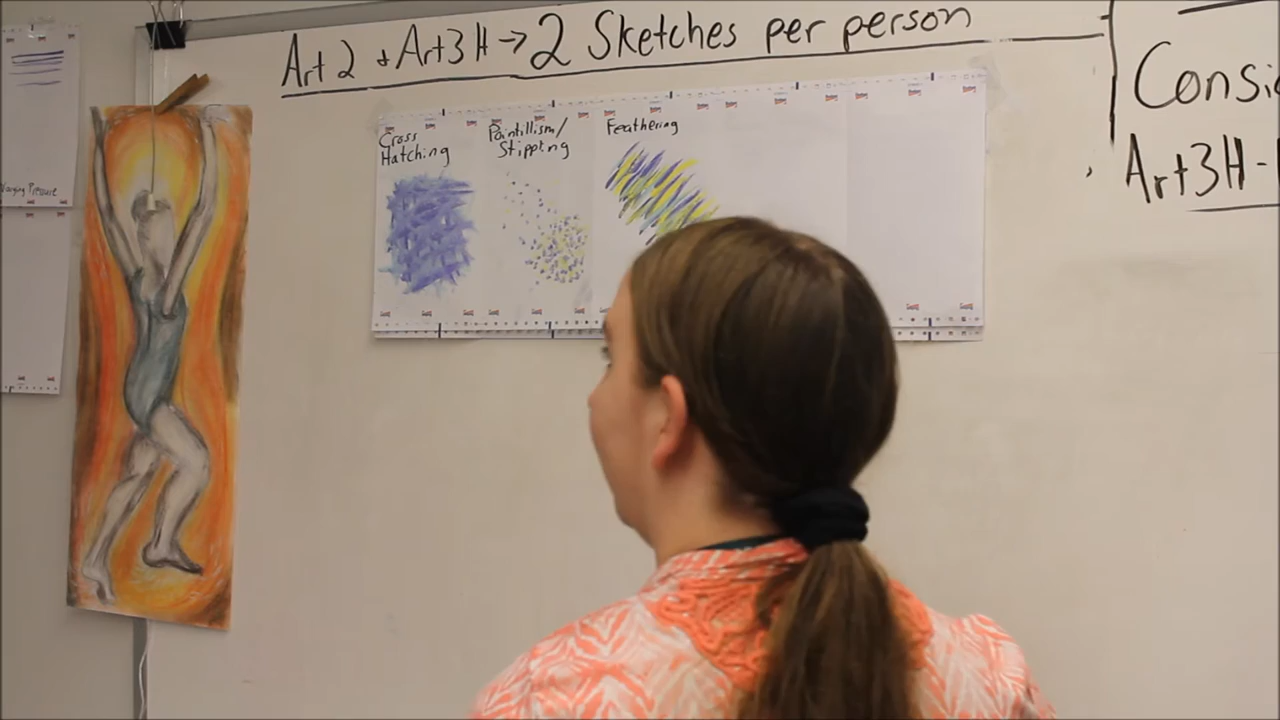 Art 2 + Art3H → 2 Sketches per person
Consi
Art3H -
Cross
Hatching
Pointillism/
Stippling
Feathering
Varying Pressure